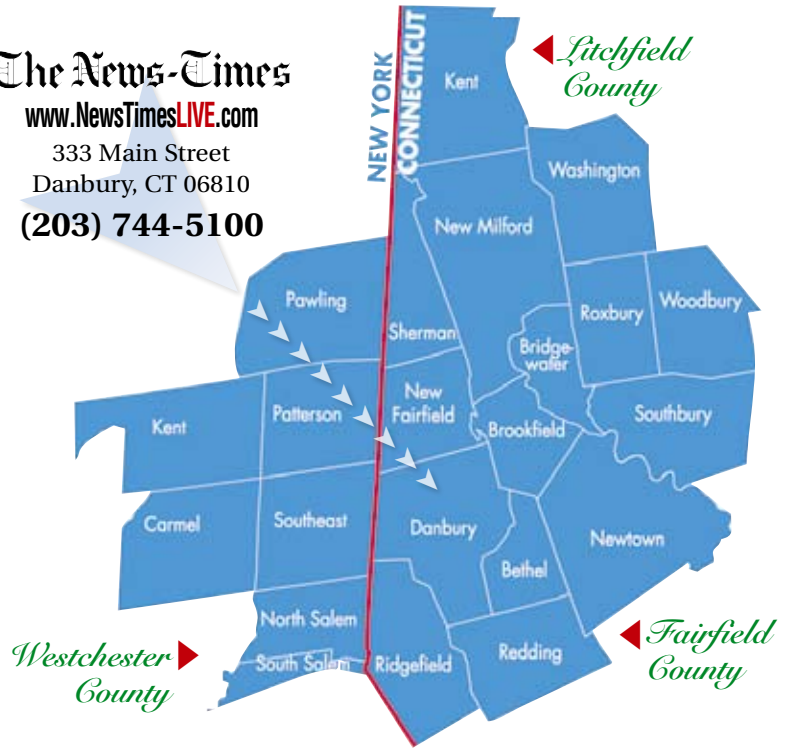 The News-Times
www.NewsTimesLIVE.com
333 Main Street
Danbury, CT 06810
(203) 744-5100
NEW YORK
CONNECTICUT
Litchfield
County
Kent
Washington
New Milford
Pawling
Sherman
Roxbury
Woodbury
Bridge-
water
New
Fairfield
Patterson
Kent
Brookfield
Southbury
Carmel
Southeast
Danbury
Newtown
Bethel
North Salem
South Salem
Ridgefield
Redding
Westchester
County
Fairfield
County